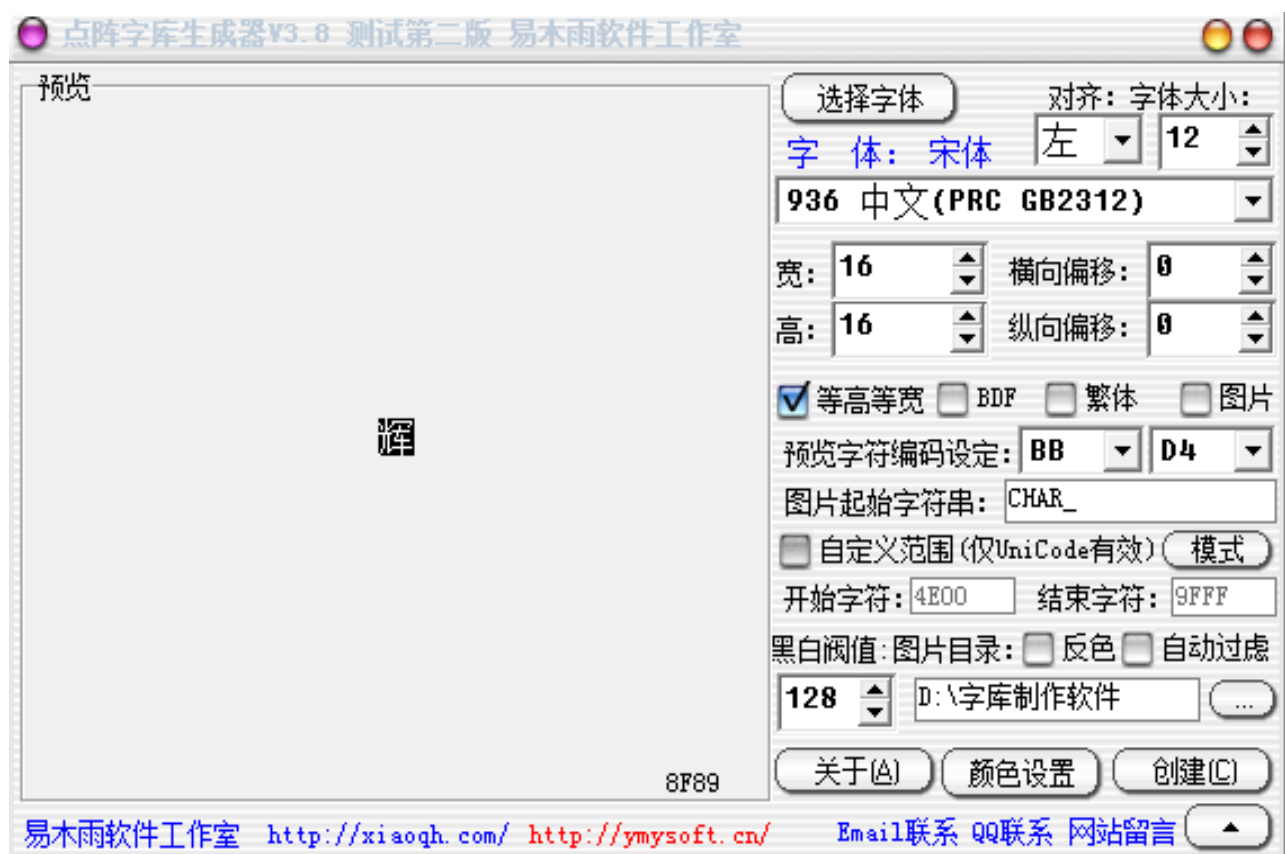 点阵字库生成器V3.8 测试第二版 易木雨软件工作室
预览
选择字体 对齐: 字体大小:
字 体: 宋体 左 12
936 中文(PRC GB2312)
宽: 16 横向偏移: 0
高: 16 纵向偏移: 0
等高等宽 BDF 繁体 图片
辉
预览字符编码设定: BB D4
图片起始字符串: CHAR_
自定义范围(仅UniCode有效) 模式
开始字符: 4E00 结束字符: 9FFF
黑白阀值: 图片目录: 反色 自动过虑
128 D:\字库制作软件 ...
8F89 关于(A) 颜色设置 创建(C)
易木雨软件工作室 http://xiaoqh.com/ http://ymysoft.cn/ Email联系 QQ联系 网站留言